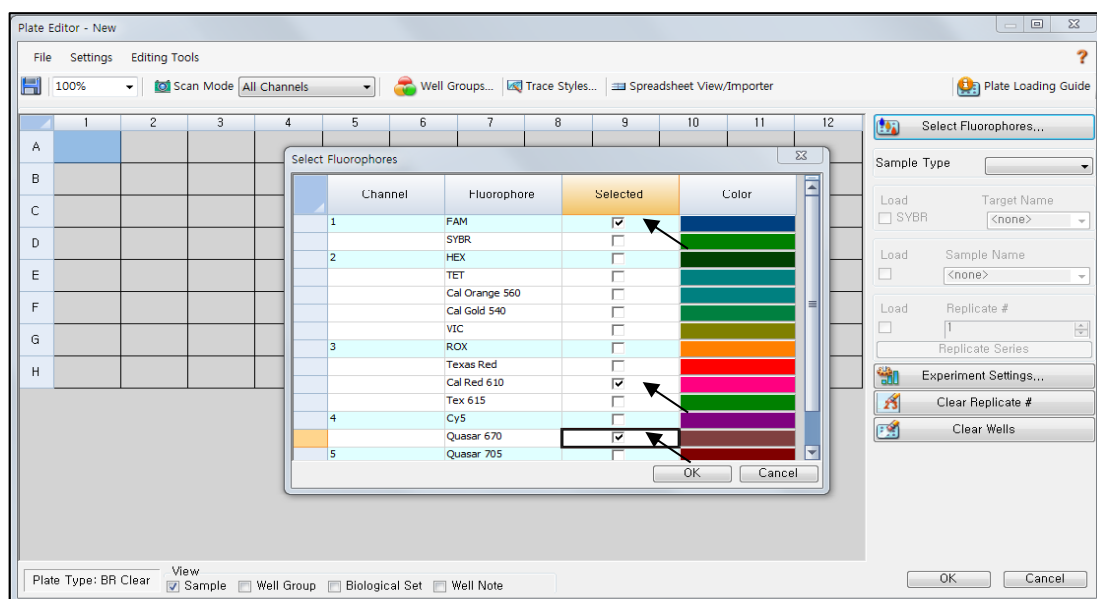 Plate Editor - New
File Settings Editing Tools ?
100% Scan Mode All Channels Well Groups... Trace Styles... Spreadsheet View/Importer Plate Loading Guide
1 2 3 4 5 6 7 8 9 10 11 12
A
B
C
D
E
F
G
H
Select Fluorophores
Channel Fluorophore Selected Color
1 FAM
SYBR
2 HEX
TET
Cal Orange 560
Cal Gold 540
VIC
3 ROX
Texas Red
Cal Red 610
Tex 615
4 Cy5
Quasar 670
5 Quasar 705
OK Cancel
Select Fluorophores...
Sample Type
Load Target Name
SYBR <none>
Load Sample Name
<none>
Load Replicate #
1
Replicate Series
Experiment Settings...
Clear Replicate #
Clear Wells
Plate Type: BR Clear View
Sample Well Group Biological Set Well Note
OK Cancel